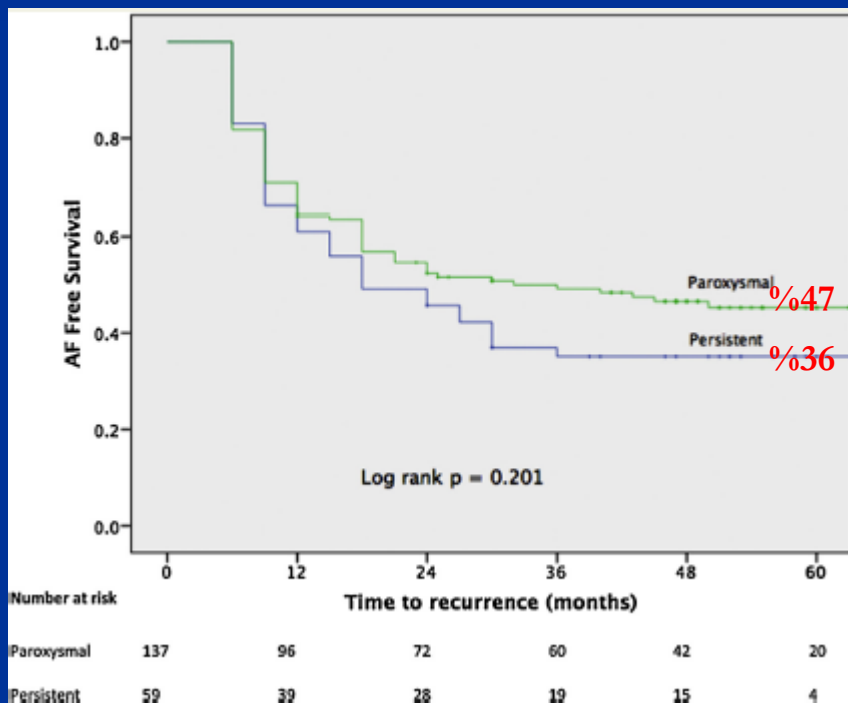 1.0
0.8
0.6
0.4
0.2
0.0
AF Free Survival
Paroxysmal
%47
Persistent
%36
Log rank p = 0.201
0 12 24 36 48 60
Number at risk
Time to recurrence (months)
Paroxysmal 137 96 72 60 42 20
Persistent 59 39 28 19 15 4